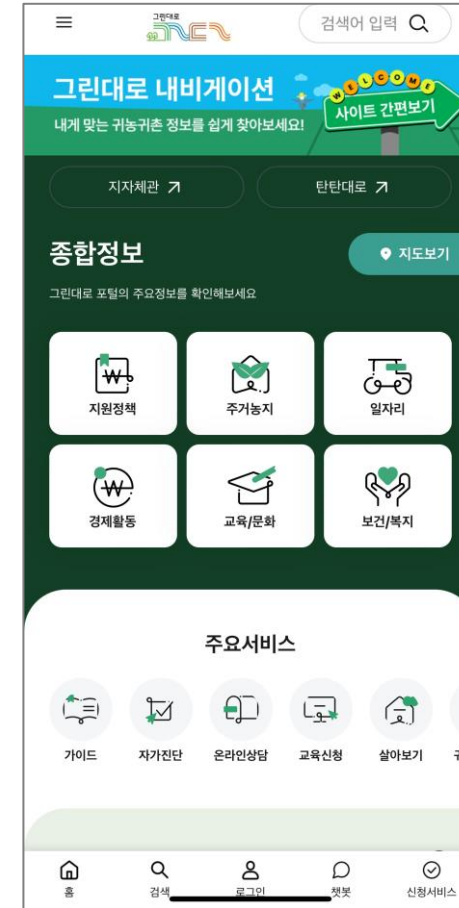 그린대로
검색어 입력
그린대로 내비게이션
내게 맞는 귀농귀촌 정보를 쉽게 찾아보세요!
WELCOME
사이트 간편보기
지자체관
탄탄대로
종합정보
지도보기
그린대로 포털의 주요정보를 확인해보세요
지원정책
주거농지
일자리
경제활동
교육/문화
보건/복지
주요서비스
가이드
자가진단
온라인상담
교육신청
살아보기
홈
검색
로그인
챗봇
신청서비스